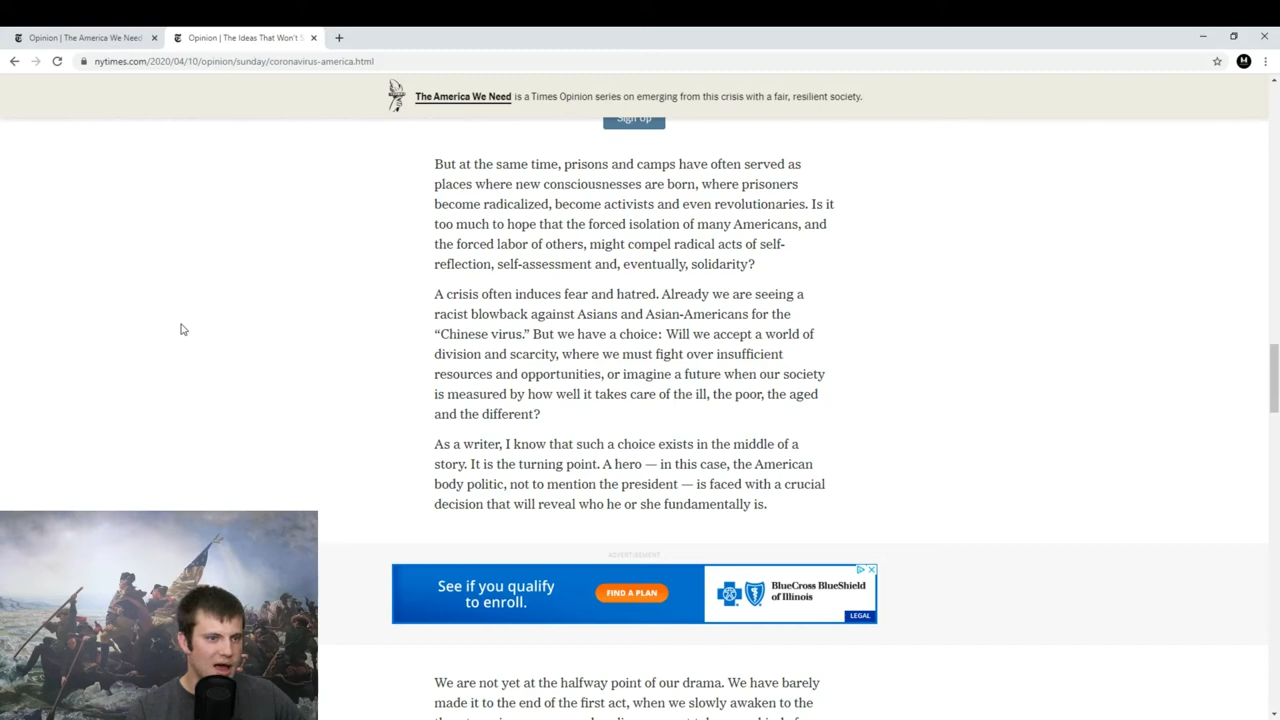 Opinion | The America We Need
Opinion | The Ideas That Won't S
nytimes.com/2020/04/10/opinion/sunday/coronavirus-america.html
The America We Need is a Times Opinion series on emerging from this crisis with a fair, resilient society.
Sign Up
But at the same time, prisons and camps have often served as
places where new consciousnesses are born, where prisoners
become radicalized, become activists and even revolutionaries. Is it
too much to hope that the forced isolation of many Americans, and
the forced labor of others, might compel radical acts of self-
reflection, self-assessment and, eventually, solidarity?
A crisis often induces fear and hatred. Already we are seeing a
racist blowback against Asians and Asian-Americans for the
“Chinese virus.” But we have a choice: Will we accept a world of
division and scarcity, where we must fight over insufficient
resources and opportunities, or imagine a future when our society
is measured by how well it takes care of the ill, the poor, the aged
and the different?
As a writer, I know that such a choice exists in the middle of a
story. It is the turning point. A hero — in this case, the American
body politic, not to mention the president — is faced with a crucial
decision that will reveal who he or she fundamentally is.
ADVERTISEMENT
See if you qualify
to enroll.
FIND A PLAN
BlueCross BlueShield
of Illinois
LEGAL
We are not yet at the halfway point of our drama. We have barely
made it to the end of the first act, when we slowly awaken to the